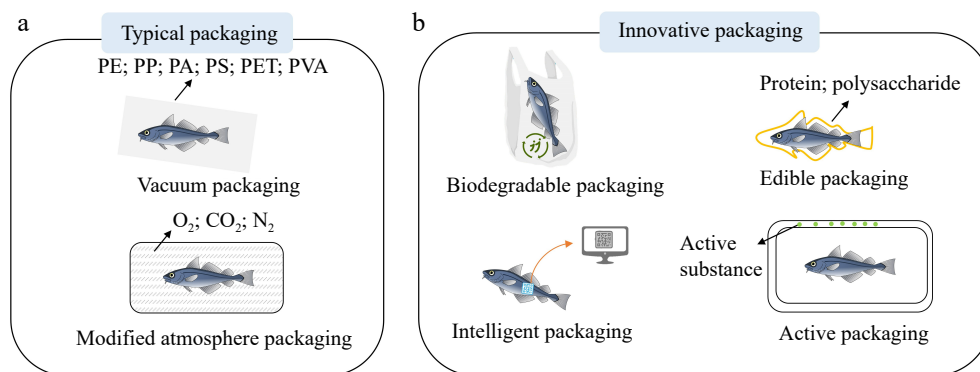 a
Typical packaging
PE; PP; PA; PS; PET; PVA
Vacuum packaging
O₂; CO₂; N₂
Modified atmosphere packaging
b
Innovative packaging
Biodegradable packaging
Protein; polysaccharide
Edible packaging
Intelligent packaging
Active
substance
Active packaging